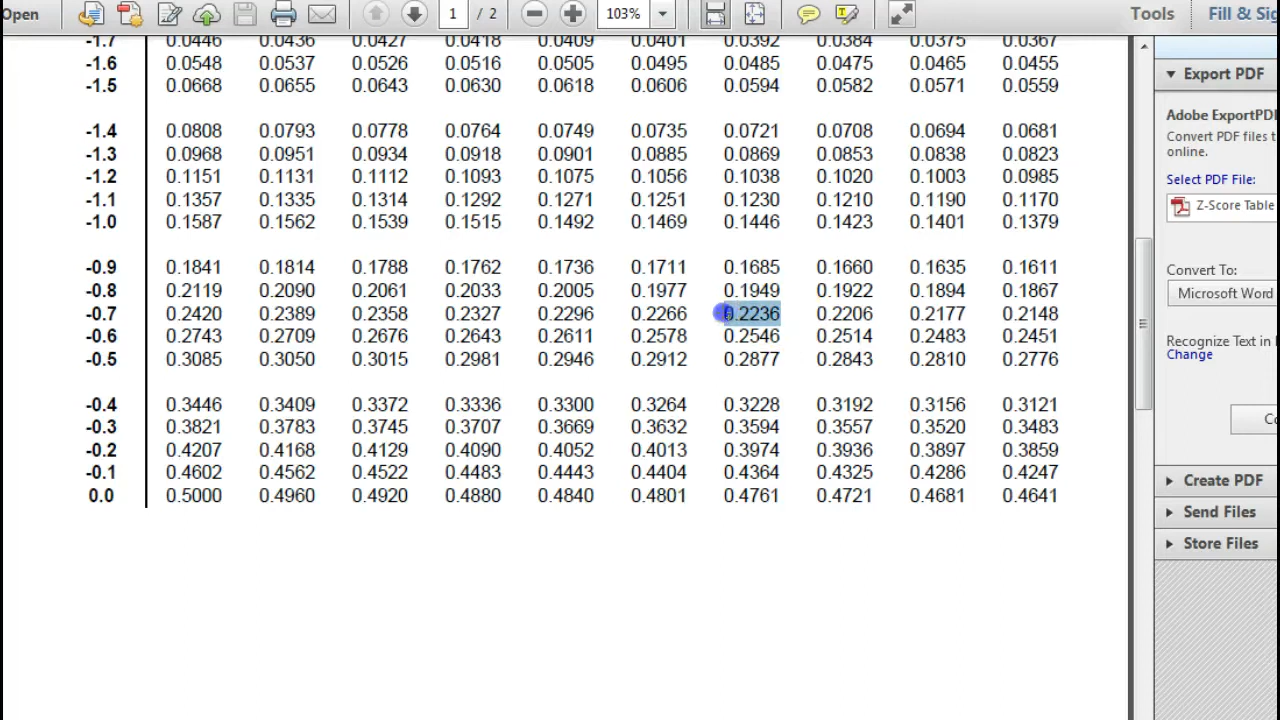 Open 1 / 2 103% Tools Fill & Sig
-1.7 0.0446 0.0436 0.0427 0.0418 0.0409 0.0401 0.0392 0.0384 0.0375 0.0367
-1.6 0.0548 0.0537 0.0526 0.0516 0.0505 0.0495 0.0485 0.0475 0.0465 0.0455
-1.5 0.0668 0.0655 0.0643 0.0630 0.0618 0.0606 0.0594 0.0582 0.0571 0.0559
-1.4 0.0808 0.0793 0.0778 0.0764 0.0749 0.0735 0.0721 0.0708 0.0694 0.0681
-1.3 0.0968 0.0951 0.0934 0.0918 0.0901 0.0885 0.0869 0.0853 0.0838 0.0823
-1.2 0.1151 0.1131 0.1112 0.1093 0.1075 0.1056 0.1038 0.1020 0.1003 0.0985
-1.1 0.1357 0.1335 0.1314 0.1292 0.1271 0.1251 0.1230 0.1210 0.1190 0.1170
-1.0 0.1587 0.1562 0.1539 0.1515 0.1492 0.1469 0.1446 0.1423 0.1401 0.1379
-0.9 0.1841 0.1814 0.1788 0.1762 0.1736 0.1711 0.1685 0.1660 0.1635 0.1611
-0.8 0.2119 0.2090 0.2061 0.2033 0.2005 0.1977 0.1949 0.1922 0.1894 0.1867
-0.7 0.2420 0.2389 0.2358 0.2327 0.2296 0.2266 0.2236 0.2206 0.2177 0.2148
-0.6 0.2743 0.2709 0.2676 0.2643 0.2611 0.2578 0.2546 0.2514 0.2483 0.2451
-0.5 0.3085 0.3050 0.3015 0.2981 0.2946 0.2912 0.2877 0.2843 0.2810 0.2776
-0.4 0.3446 0.3409 0.3372 0.3336 0.3300 0.3264 0.3228 0.3192 0.3156 0.3121
-0.3 0.3821 0.3783 0.3745 0.3707 0.3669 0.3632 0.3594 0.3557 0.3520 0.3483
-0.2 0.4207 0.4168 0.4129 0.4090 0.4052 0.4013 0.3974 0.3936 0.3897 0.3859
-0.1 0.4602 0.4562 0.4522 0.4483 0.4443 0.4404 0.4364 0.4325 0.4286 0.4247
0.0 0.5000 0.4960 0.4920 0.4880 0.4840 0.4801 0.4761 0.4721 0.4681 0.4641
Export PDF
Adobe ExportPDF
Convert PDF files t
online.
Select PDF File:
Z-Score Table
Convert To:
Microsoft Word
Recognize Text in
Change
Co
Create PDF
Send Files
Store Files